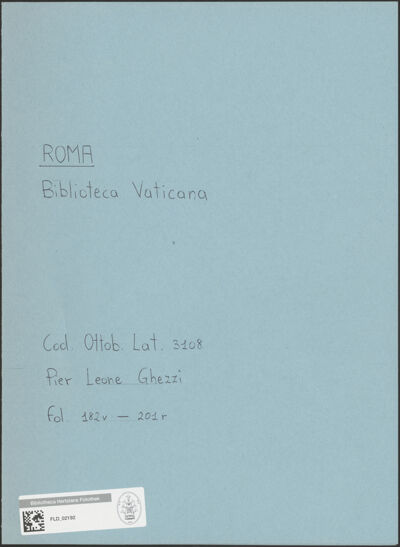 ROMA
Biblioteca Vaticana
Cod. Ottob. Lat. 3108
Pier Leone Ghezzi
fol. 182v — 201r
Bibliotheca Hertziana Fotothek
FLD_02192